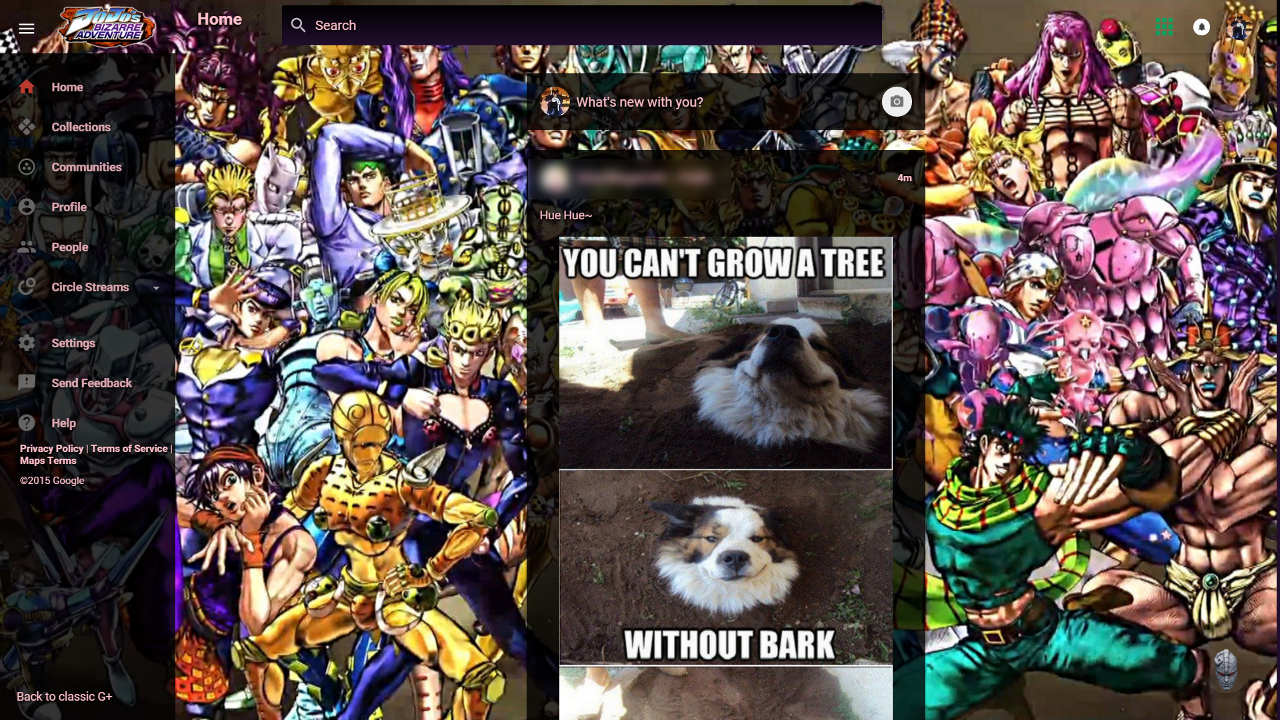 JOJO'S
BIZARRE
ADVENTURE
Home
Search
Home
Collections
Communities
Profile
People
Circle Streams
Settings
Send Feedback
Help
Privacy Policy | Terms of Service |
Maps Terms
©2015 Google
Back to classic G+
What's new with you?
4m
Hue Hue~
YOU CAN'T GROW A TREE
WITHOUT BARK